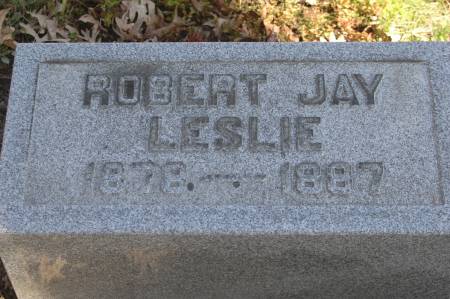 ROBERT JAY
LESLIE
1878. — 1887